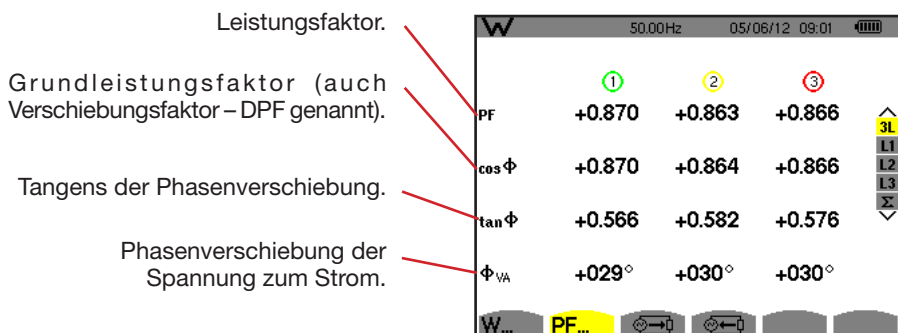 Leistungsfaktor.
Grundleistungsfaktor (auch
Verschiebungsfaktor – DPF genannt).
Tangens der Phasenverschiebung.
Phasenverschiebung der
Spannung zum Strom.
W 50.00Hz 05/06/12 09:01
1 2 3
PF +0.870 +0.863 +0.866
cos Φ +0.870 +0.864 +0.866
tan Φ +0.566 +0.582 +0.576
Φ VA +029° +030° +030°
3L
L1
L2
L3
Σ
W... PF...